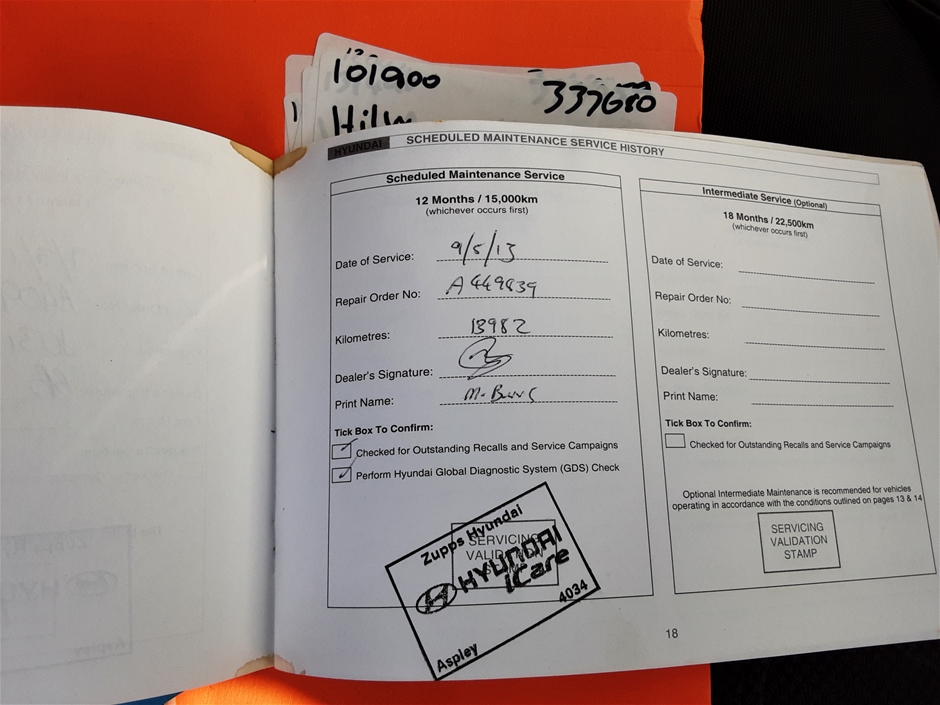 101900
337680
HYUNDAI SCHEDULED MAINTENANCE SERVICE HISTORY
Scheduled Maintenance Service
12 Months / 15,000km
(whichever occurs first)
Date of Service: 9/5/13
Repair Order No: A449839
Kilometres: 13982
Dealer's Signature:
Print Name: M.
Tick Box To Confirm:
Checked for Outstanding Recalls and Service Campaigns
Perform Hyundai Global Diagnostic System (GDS) Check
SERVICING
Zupps Hyundai
HYUNDAI
iCare
4034
Aspley
Intermediate Service (Optional)
18 Months / 22,500km
(whichever occurs first)
Date of Service:
Repair Order No:
Kilometres:
Dealer's Signature:
Print Name:
Tick Box To Confirm:
Checked for Outstanding Recalls and Service Campaigns
Optional Intermediate Maintenance is recommended for vehicles
operating in accordance with the conditions outlined on pages 13 & 14
SERVICING
VALIDATION
STAMP
18